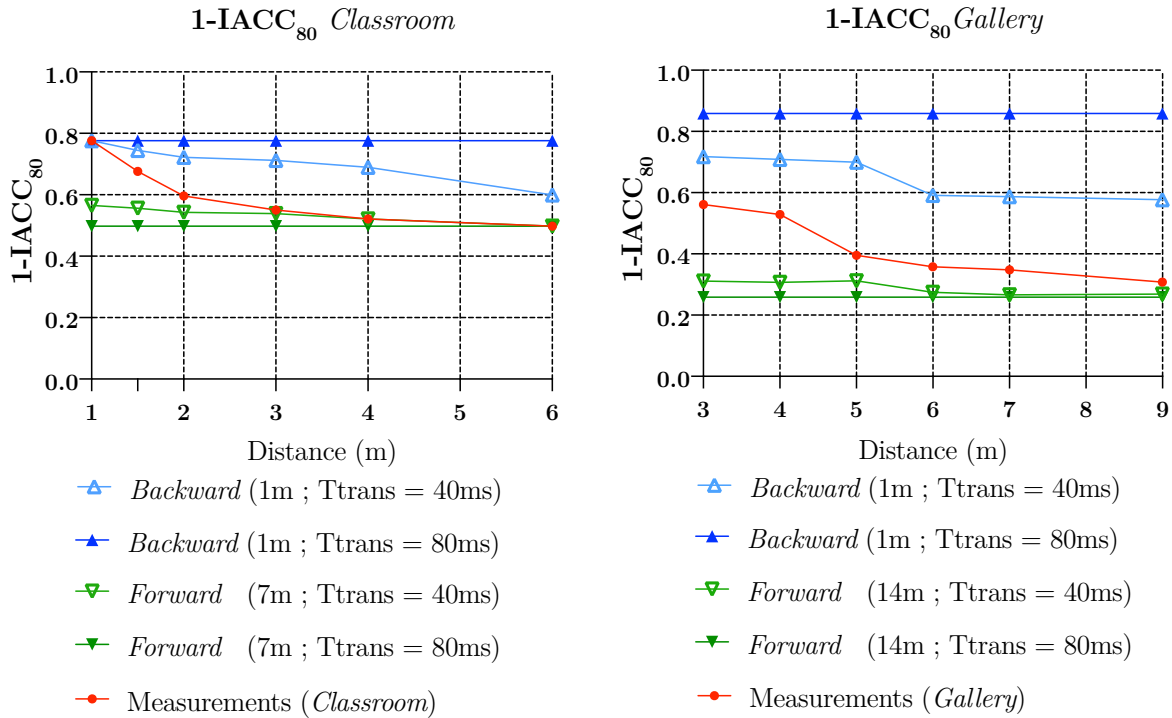 1-IACC80 Classroom
1-IACC80
1.0
0.8
0.6
0.4
0.2
0.0
1 2 3 4 5 6
Distance (m)
Backward (1m ; Ttrans = 40ms)
Backward (1m ; Ttrans = 80ms)
Forward (7m ; Ttrans = 40ms)
Forward (7m ; Ttrans = 80ms)
Measurements (Classroom)
1-IACC80 Gallery
1-IACC80
1.0
0.8
0.6
0.4
0.2
0.0
3 4 5 6 7 8 9
Distance (m)
Backward (1m ; Ttrans = 40ms)
Backward (1m ; Ttrans = 80ms)
Forward (14m ; Ttrans = 40ms)
Forward (14m ; Ttrans = 80ms)
Measurements (Gallery)